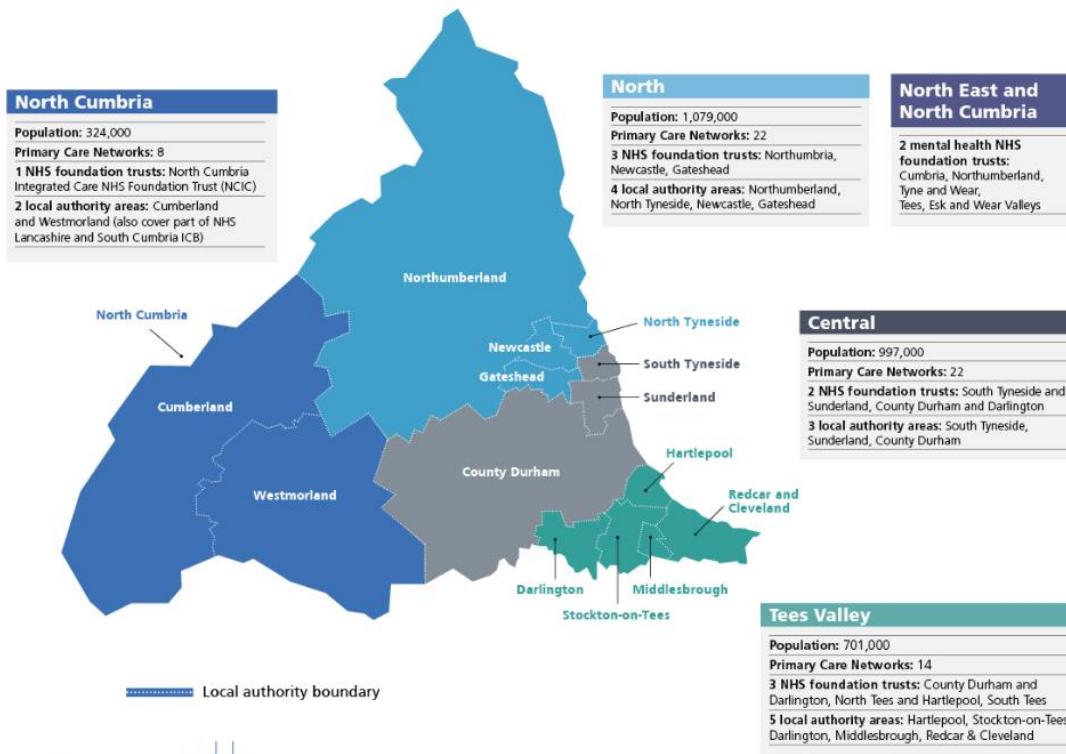 North Cumbria
Population: 324,000
Primary Care Networks: 8
1 NHS foundation trusts: North Cumbria
Integrated Care NHS Foundation Trust (NCIC)
2 local authority areas: Cumberland
and Westmorland (also cover part of NHS
Lancashire and South Cumbria ICB)
North
Population: 1,079,000
Primary Care Networks: 22
3 NHS foundation trusts: Northumbria,
Newcastle, Gateshead
4 local authority areas: Northumberland,
North Tyneside, Newcastle, Gateshead
North East and
North Cumbria
2 mental health NHS
foundation trusts:
Cumbria, Northumberland,
Tyne and Wear,
Tees, Esk and Wear Valleys
Northumberland
North Cumbria
North Tyneside
Newcastle
South Tyneside
Gateshead
Sunderland
Cumberland
County Durham
Westmorland
Hartlepool
Redcar and
Cleveland
Darlington
Middlesbrough
Stockton-on-Tees
Central
Population: 997,000
Primary Care Networks: 22
2 NHS foundation trusts: South Tyneside and
Sunderland, County Durham and Darlington
3 local authority areas: South Tyneside,
Sunderland, County Durham
Tees Valley
Population: 701,000
Primary Care Networks: 14
3 NHS foundation trusts: County Durham and
Darlington, North Tees and Hartlepool, South Tees
5 local authority areas: Hartlepool, Stockton-on-Tees
Darlington, Middlesbrough, Redcar & Cleveland
Local authority boundary